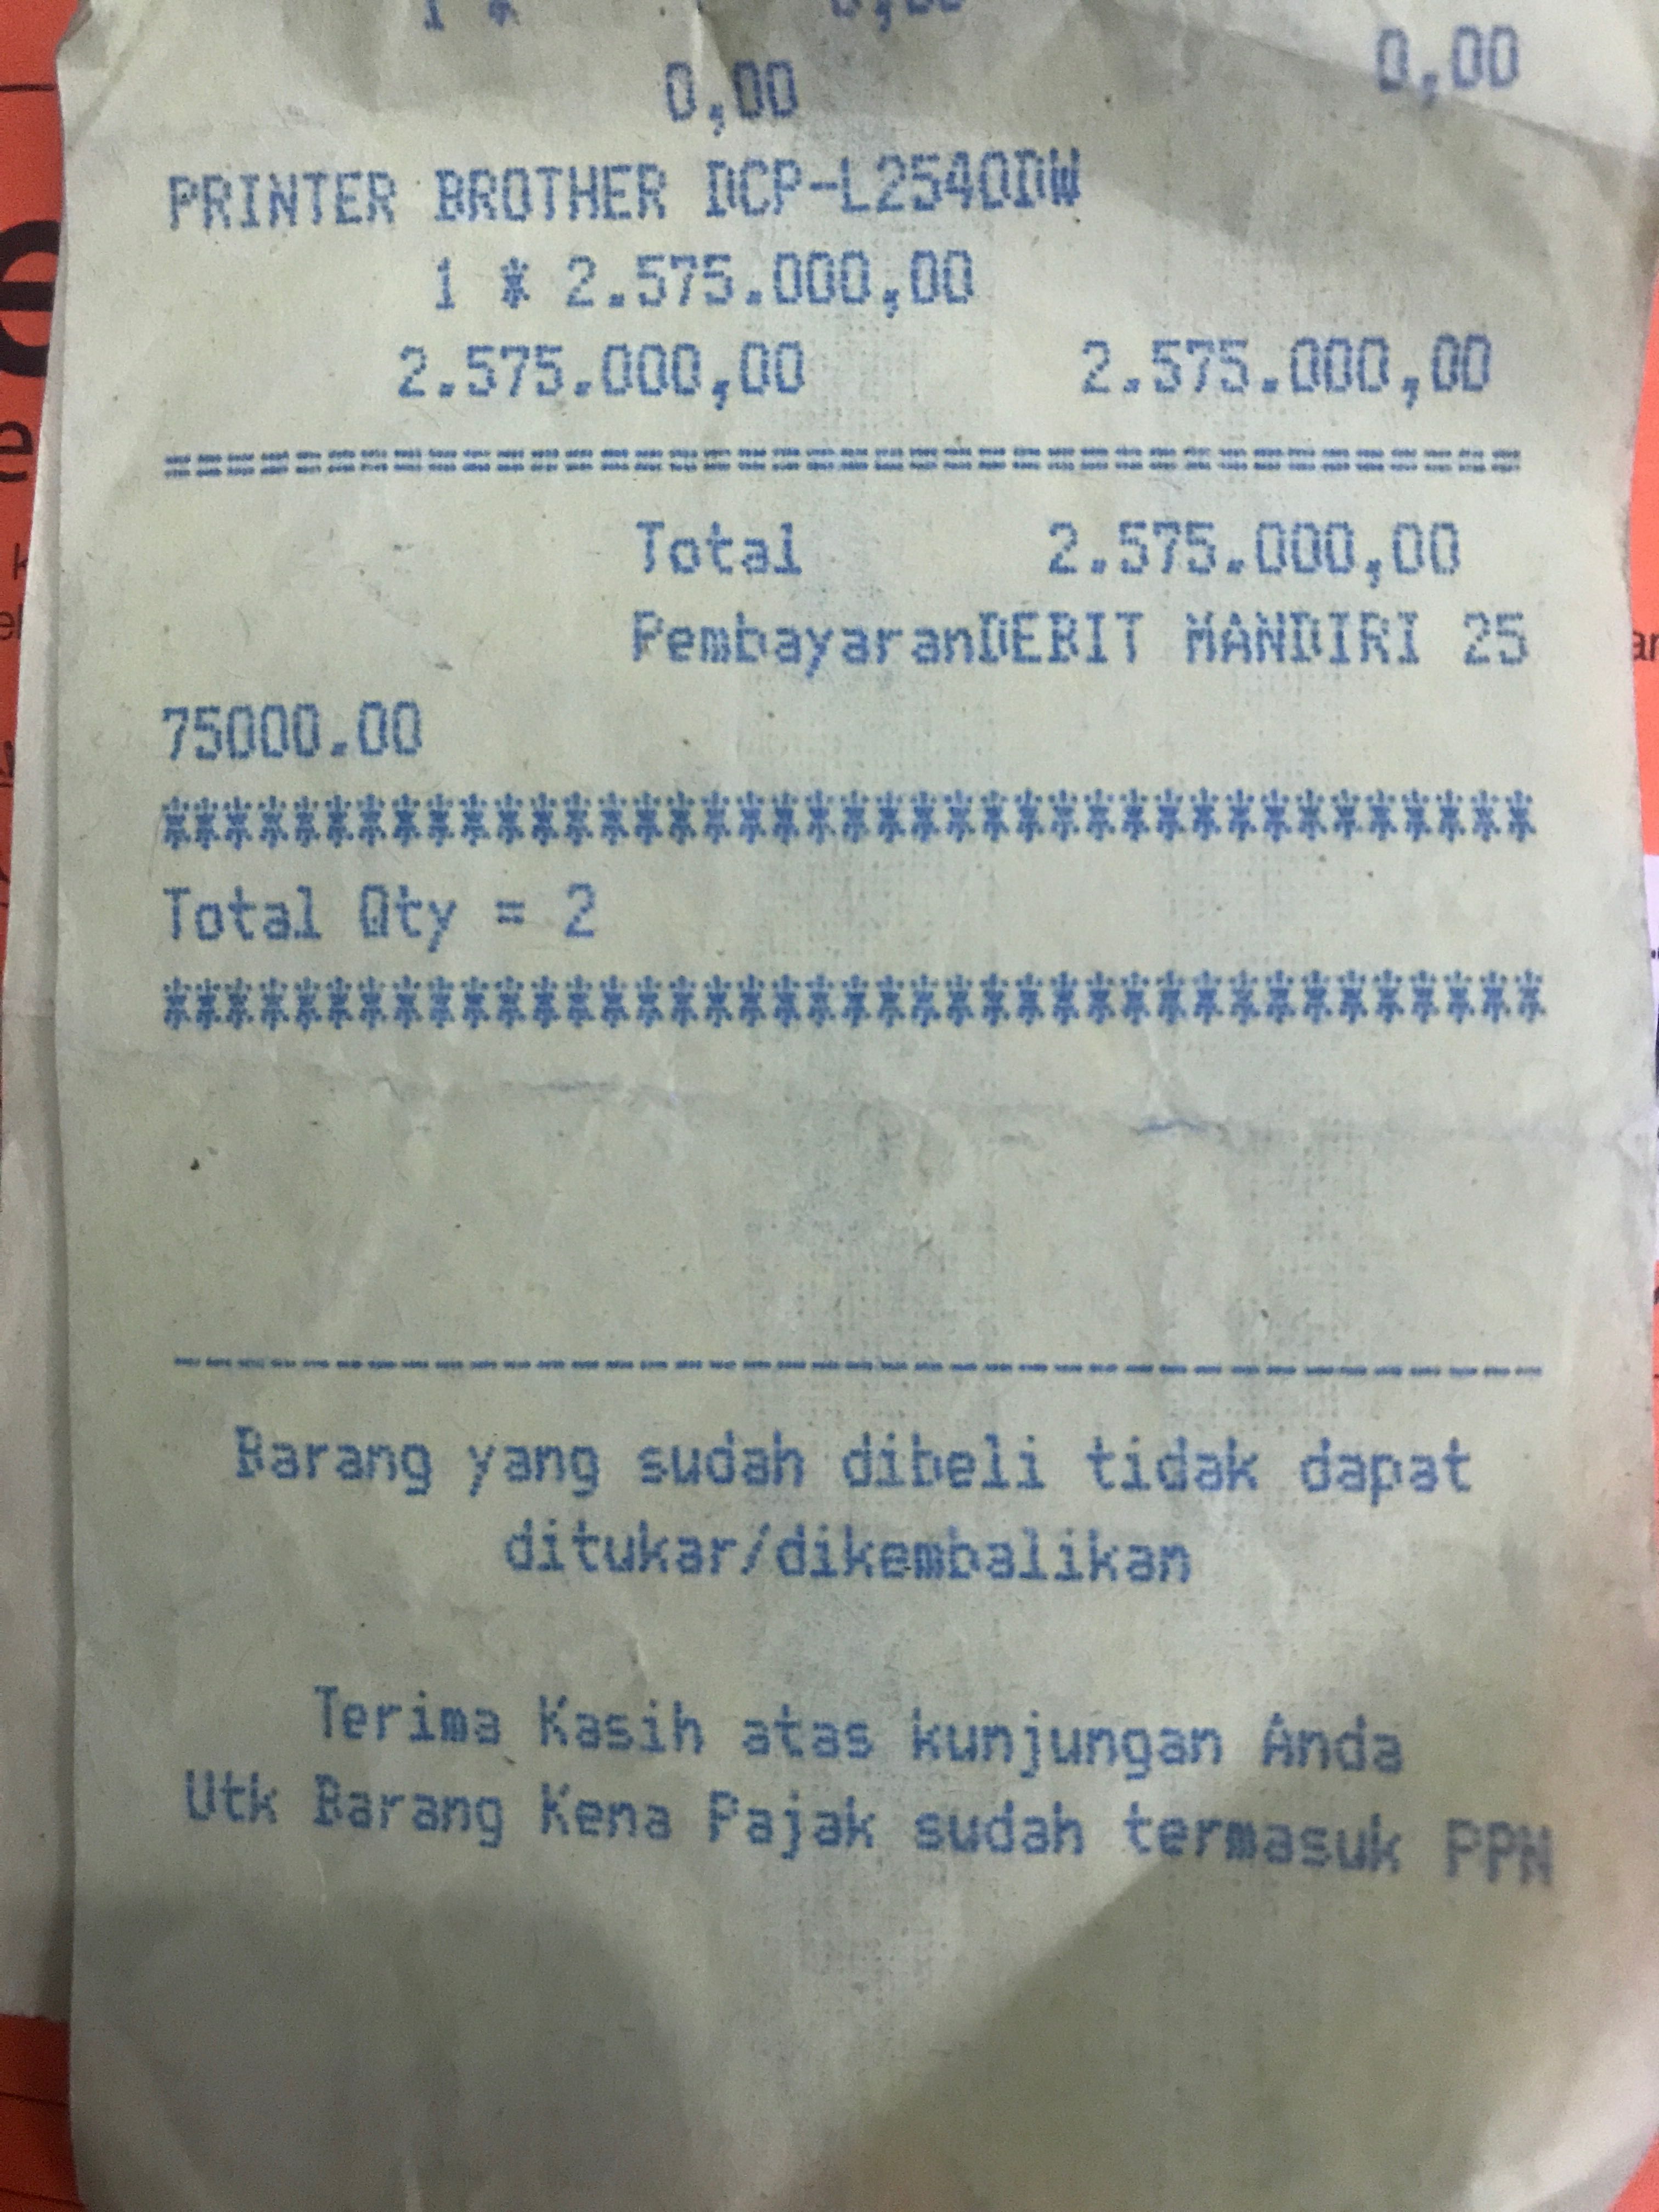 1 *
0,00 0,00
PRINTER BROTHER DCP-L2540DW
1 * 2.575.000,00
2.575.000,00 2.575.000,00
========================================
Total 2.575.000,00
PembayaranDEBIT MANDIRI 25
75000.00
****************************************
Total Qty = 2
****************************************
----------------------------------------
Barang yang sudah dibeli tidak dapat
ditukar/dikembalikan
Terima Kasih atas kunjungan Anda
Utk Barang Kena Pajak sudah termasuk PPN